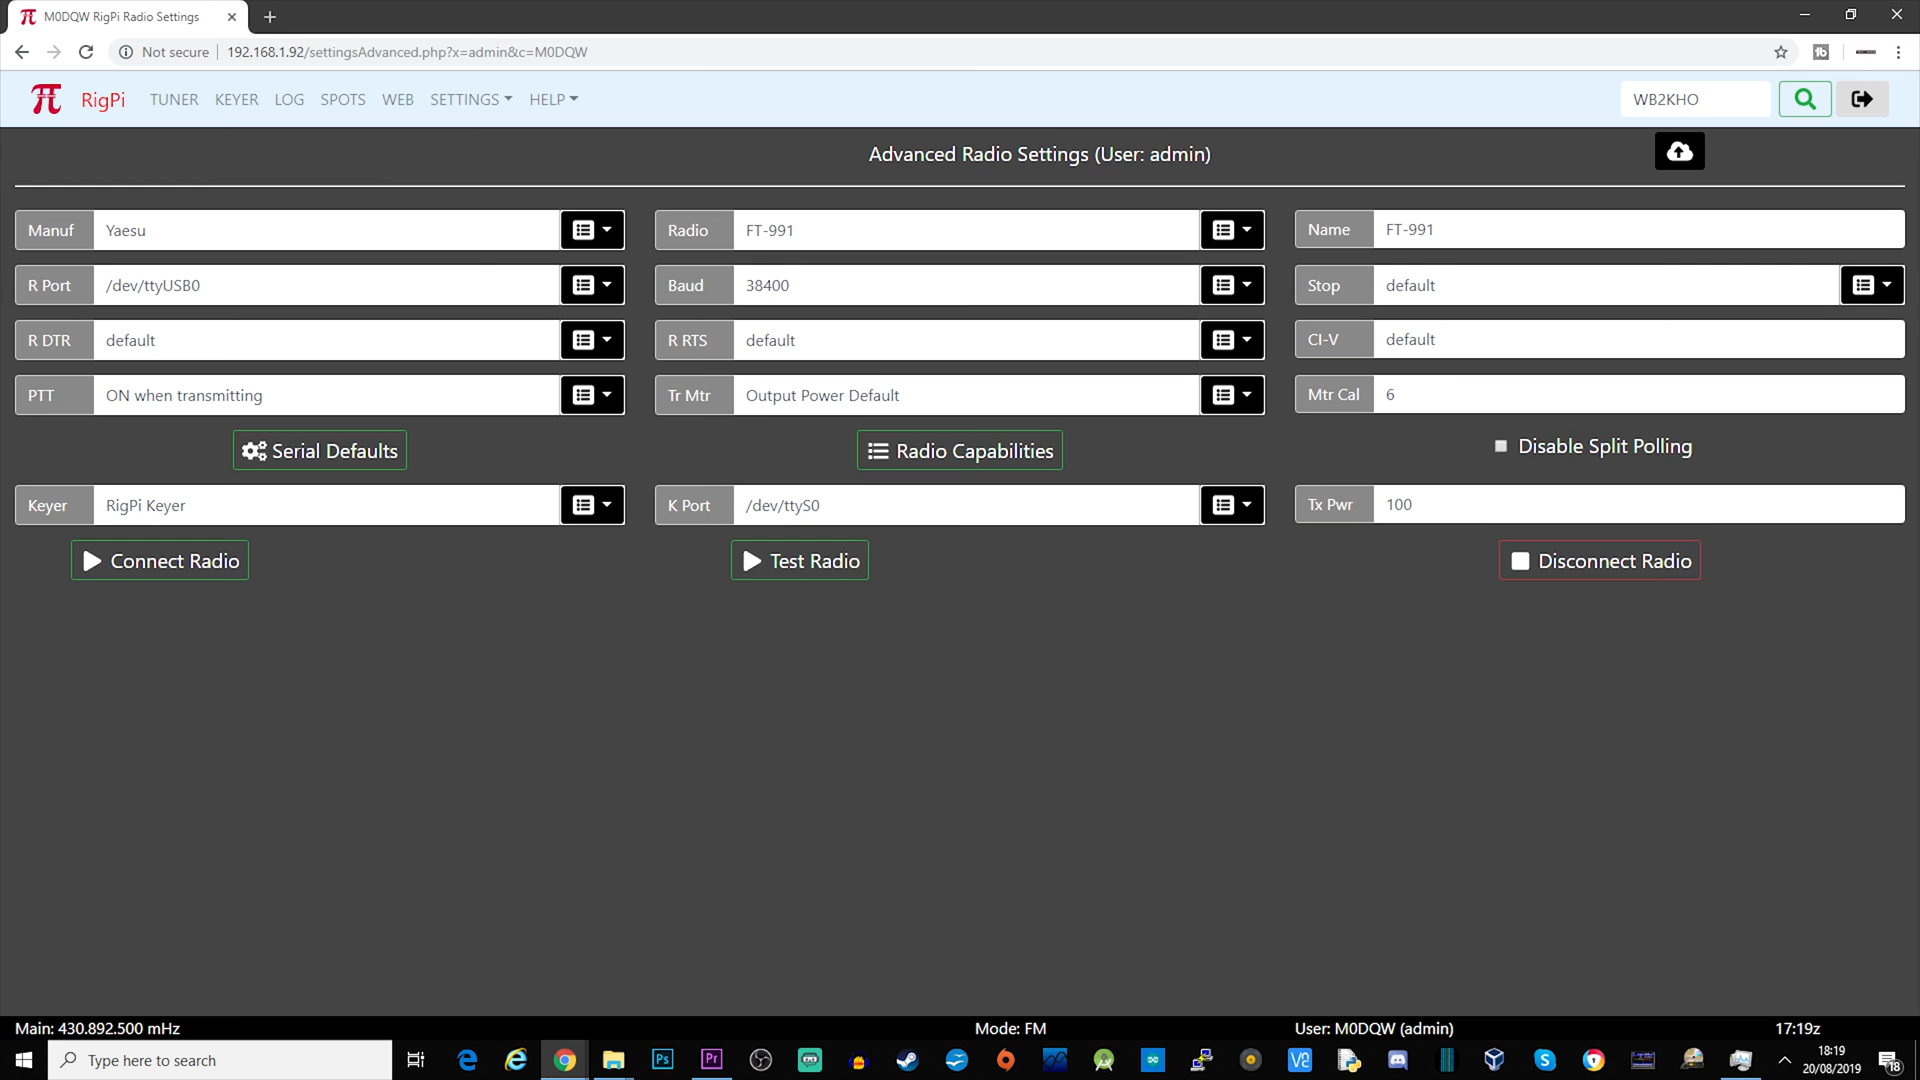 M0DQW RigPi Radio Settings
Not secure
192.168.1.92/settingsAdvanced.php?x=admin&c=M0DQW
RigPi TUNER KEYER LOG SPOTS WEB SETTINGS HELP WB2KHO
Advanced Radio Settings (User: admin)
Manuf Yaesu Radio FT-991 Name FT-991
R Port /dev/ttyUSB0 Baud 38400 Stop default
R DTR default R RTS default CI-V default
PTT ON when transmitting Tr Mtr Output Power Default Mtr Cal 6
Serial Defaults Radio Capabilities Disable Split Polling
Keyer RigPi Keyer K Port /dev/ttyS0 Tx Pwr 100
Connect Radio Test Radio Disconnect Radio
Main: 430.892.500 mHz Mode: FM User: M0DQW (admin) 17:19z
Type here to search Ps Pr 18:19
20/08/2019 18